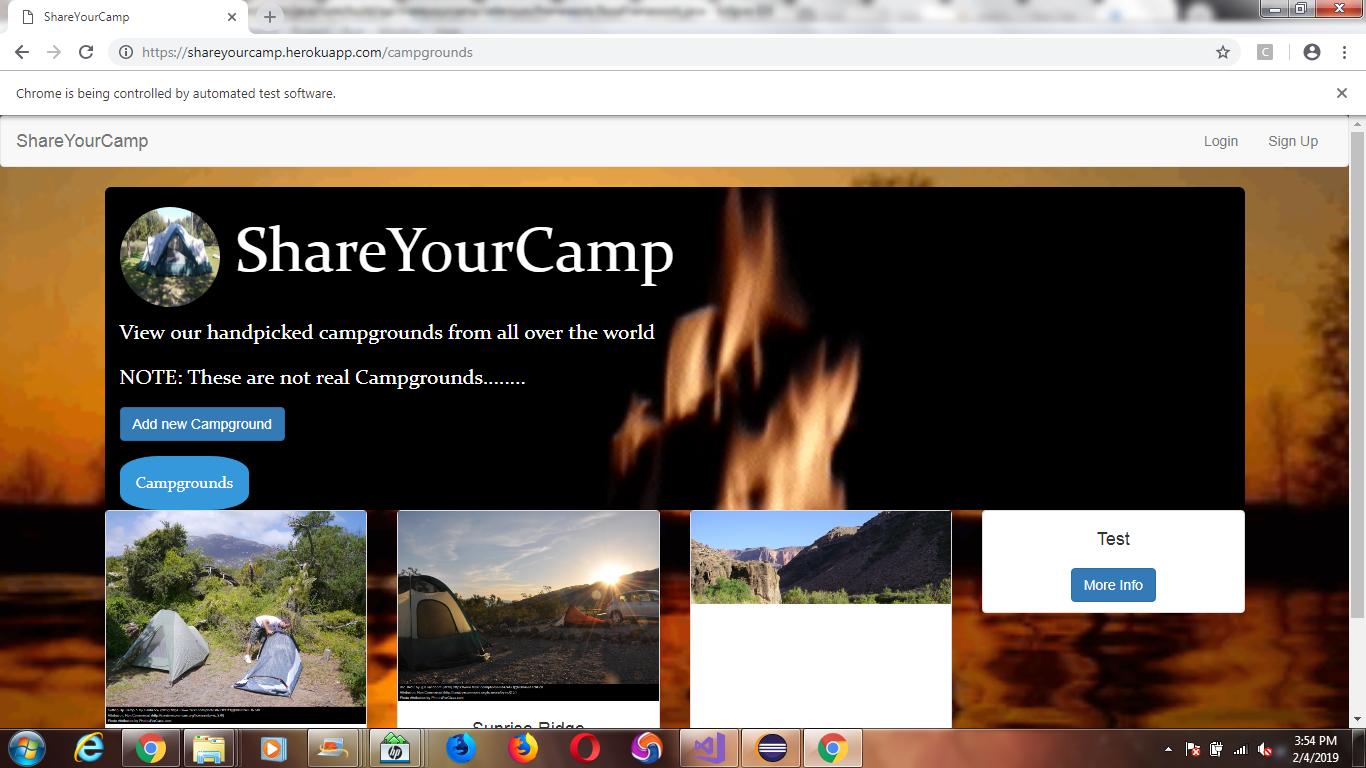 ShareYourCamp
https://shareyourcamp.herokuapp.com/campgrounds
C
Chrome is being controlled by automated test software.
ShareYourCamp
Login
Sign Up
ShareYourCamp
View our handpicked campgrounds from all over the world
NOTE: These are not real Campgrounds........
Add new Campground
Campgrounds
Test
More Info
Sunrise Ridge
hp
3:54 PM
2/4/2019